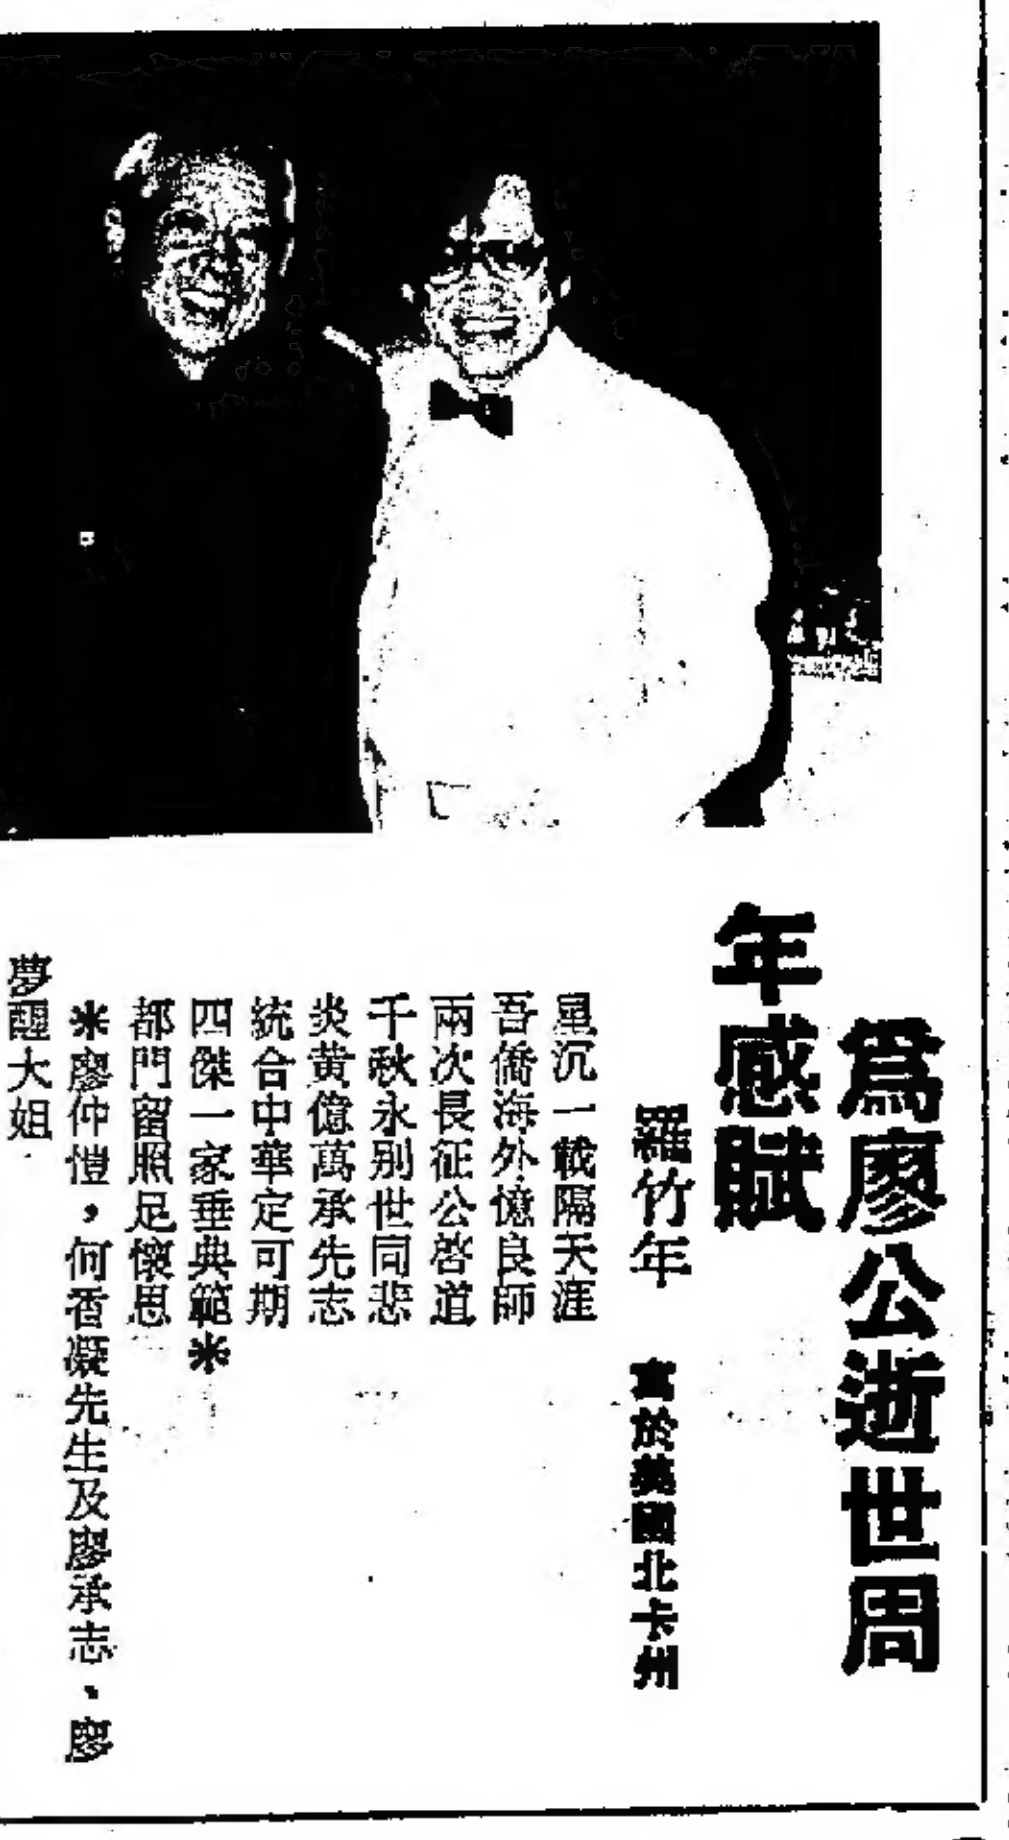 爲廖公逝世周
年感賦
羅竹年　寫於美國北卡州
星沉一載隔天涯
吾僑海外憶良師
兩次長征公啓道
千秋永別世同悲
炎黃億萬承先志
統合中華定可期
四傑一家垂典範※
都門留照足懷思
※廖仲愷，何香凝先生及廖承志、廖
夢醒大姐